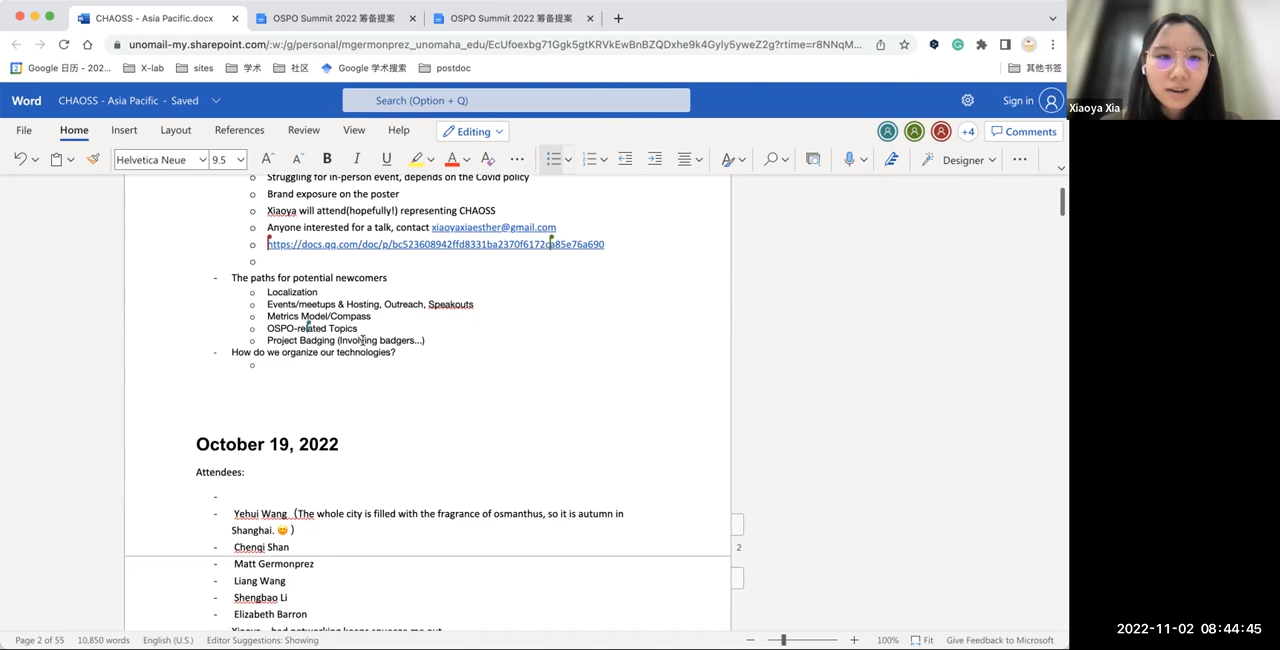 CHAOSS - Asia Pacific.docx
OSPO Summit 2022 筹备提案
OSPO Summit 2022 筹备提案
unomail-my.sharepoint.com/:w:/g/personal/mgermonprez_unomaha_edu/EcUfoexbg71Ggk5gtKRVkEwBnBZQDxhe9k4Gyly5yweZ2g?rtime=r8NNqM...
Google 日历 - 202...
X-lab
sites
学术
社区
Google 学术搜索
postdoc
其他书签
Word
CHAOSS - Asia Pacific - Saved
Search (Option + Q)
Sign in
Xiaoya Xia
File Home Insert Layout References Review View Help
Editing
+4
Comments
Helvetica Neue
9.5
B I U
Designer
Struggling for in-person event, depends on the Covid policy
Brand exposure on the poster
Xiaoya will attend(hopefully!) representing CHAOSS
Anyone interested for a talk, contact xiaoyaxiaesther@gmail.com
https://docs.qq.com/doc/p/bc523608942ffd8331ba2370f6172ca85e76a690
- The paths for potential newcomers
Localization
Events/meetups & Hosting, Outreach, Speakouts
Metrics Model/Compass
OSPO-related Topics
Project Badging (Involving badgers...)
- How do we organize our technologies?
October 19, 2022
Attendees:
-
- Yehui Wang（The whole city is filled with the fragrance of osmanthus, so it is autumn in
Shanghai. 😊 )
- Chenqi Shan
2
- Matt Germonprez
- Liang Wang
- Shengbao Li
- Elizabeth Barron
2022-11-02 08:44:45
Page 2 of 55
10,850 words
English (U.S.)
Editor Suggestions: Showing
100%
Fit
Give Feedback to Microsoft